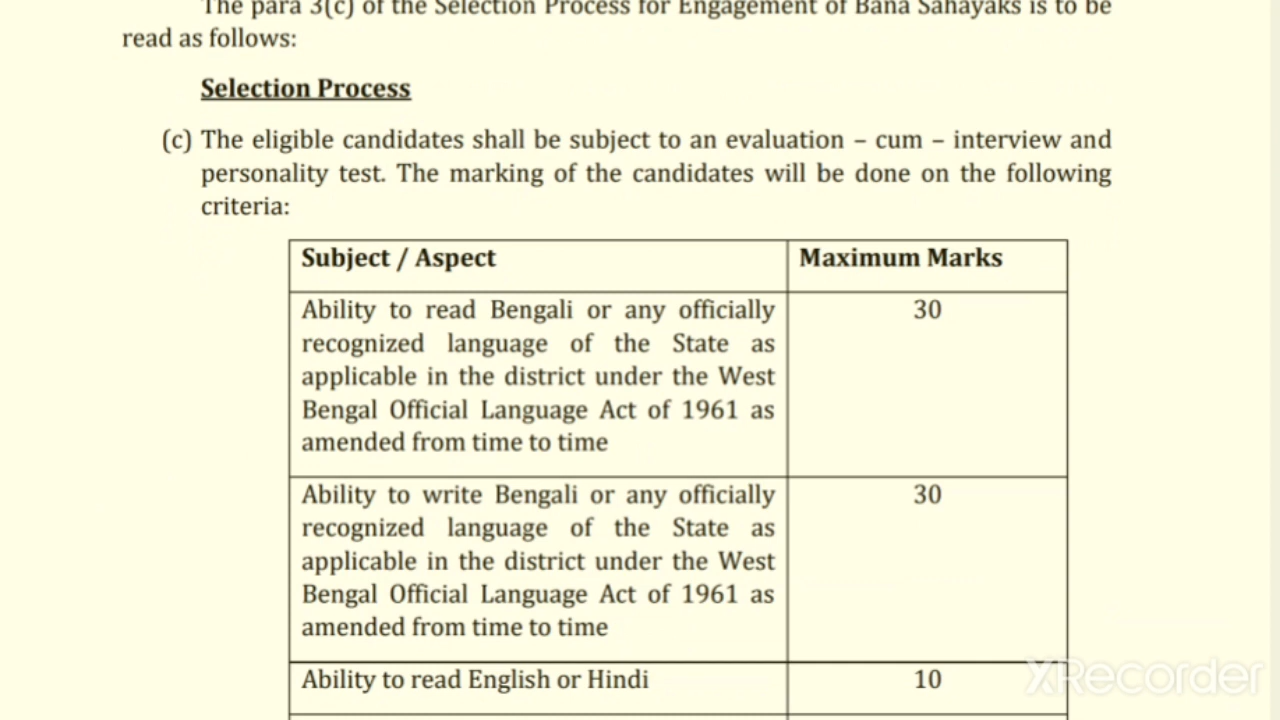 The para 3(c) of the Selection Process for Engagement of Bana Sahayaks is to be
read as follows:
Selection Process
(c) The eligible candidates shall be subject to an evaluation – cum – interview and
personality test. The marking of the candidates will be done on the following
criteria:
Subject / Aspect
Maximum Marks
Ability to read Bengali or any officially
recognized language of the State as
applicable in the district under the West
Bengal Official Language Act of 1961 as
amended from time to time
30
Ability to write Bengali or any officially
recognized language of the State as
applicable in the district under the West
Bengal Official Language Act of 1961 as
amended from time to time
30
Ability to read English or Hindi
10
XRecorder